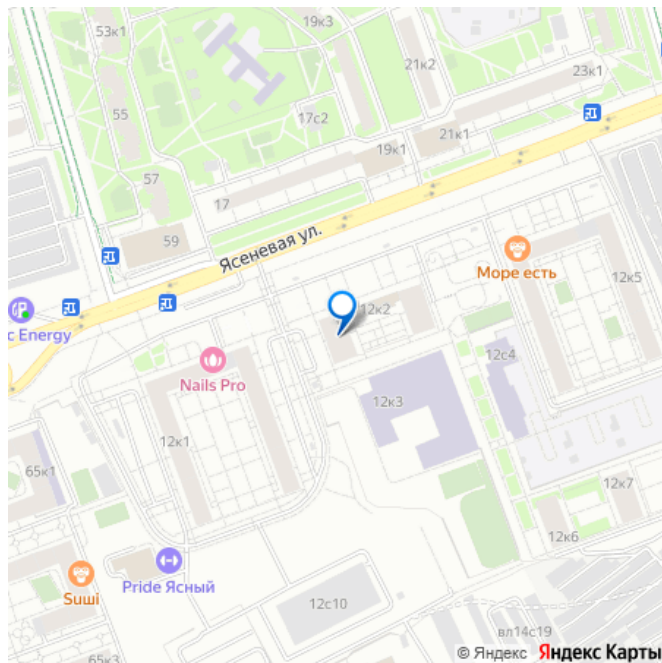 53к1
19к3
21к2
23к1
55
17с2
21к1
19к1
57
17
59
Ясеневая ул.
Море есть
12к5
c Energy
12к2
12с4
Nails Pro
12к3
12к1
65к1
12к7
12к6
Pride Ясный
Suшi
12с10
вл14с19
65к3
© Яндекс Яндекс Карты